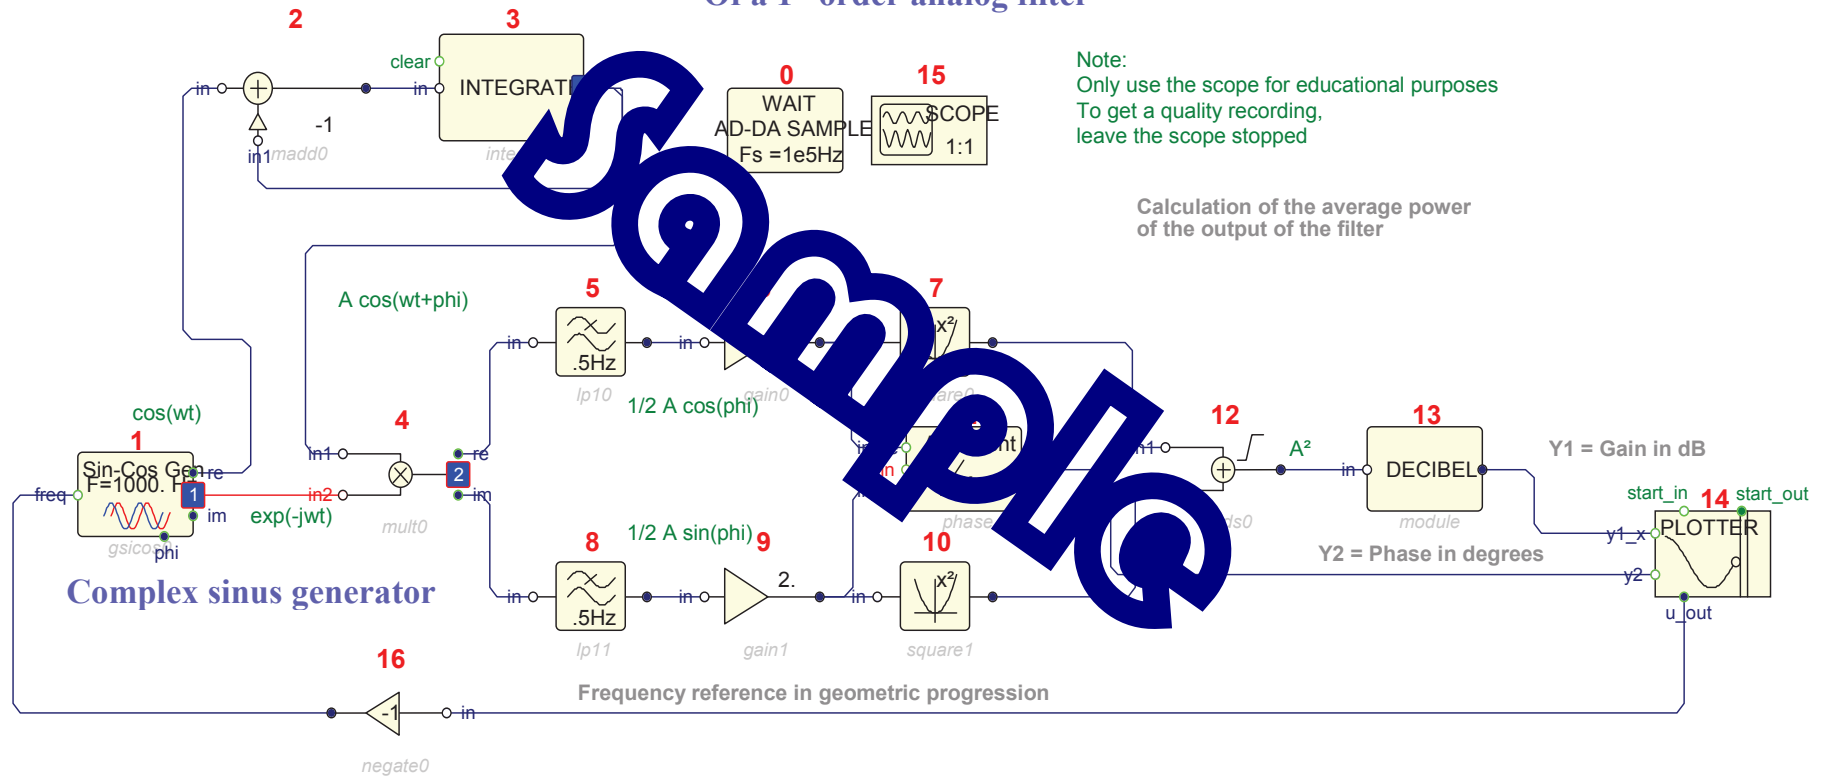 Of a 1st order analog filter
2
3
0
15
clear
in
in
INTEGRAT
-1
in1
madd0
WAIT
AD-DA SAMPLE
Fs =1e5Hz
SCOPE
1:1
Note:
Only use the scope for educational purposes
To get a quality recording,
leave the scope stopped
Calculation of the average power
of the output of the filter
Sample
A cos(wt+phi)
5
7
in
.5Hz
in
x²
lp10
gain0
1/2 A cos(phi)
cos(wt)
1
4
12
13
Sin-Cos Gen
F=1000. H
re
1
im
freq
phi
in1
in2
exp(-jwt)
re
2
im
mult0
A²
in
DECIBEL
module
Y1 = Gain in dB
start_in
14
start_out
PLOTTER
y1_x
y2
u_out
Y2 = Phase in degrees
phase
Complex sinus generator
1/2 A sin(phi)
8
9
10
in
.5Hz
in
2.
in
x²
lp11
gain1
square1
16
-1
in
negate0
Frequency reference in geometric progression